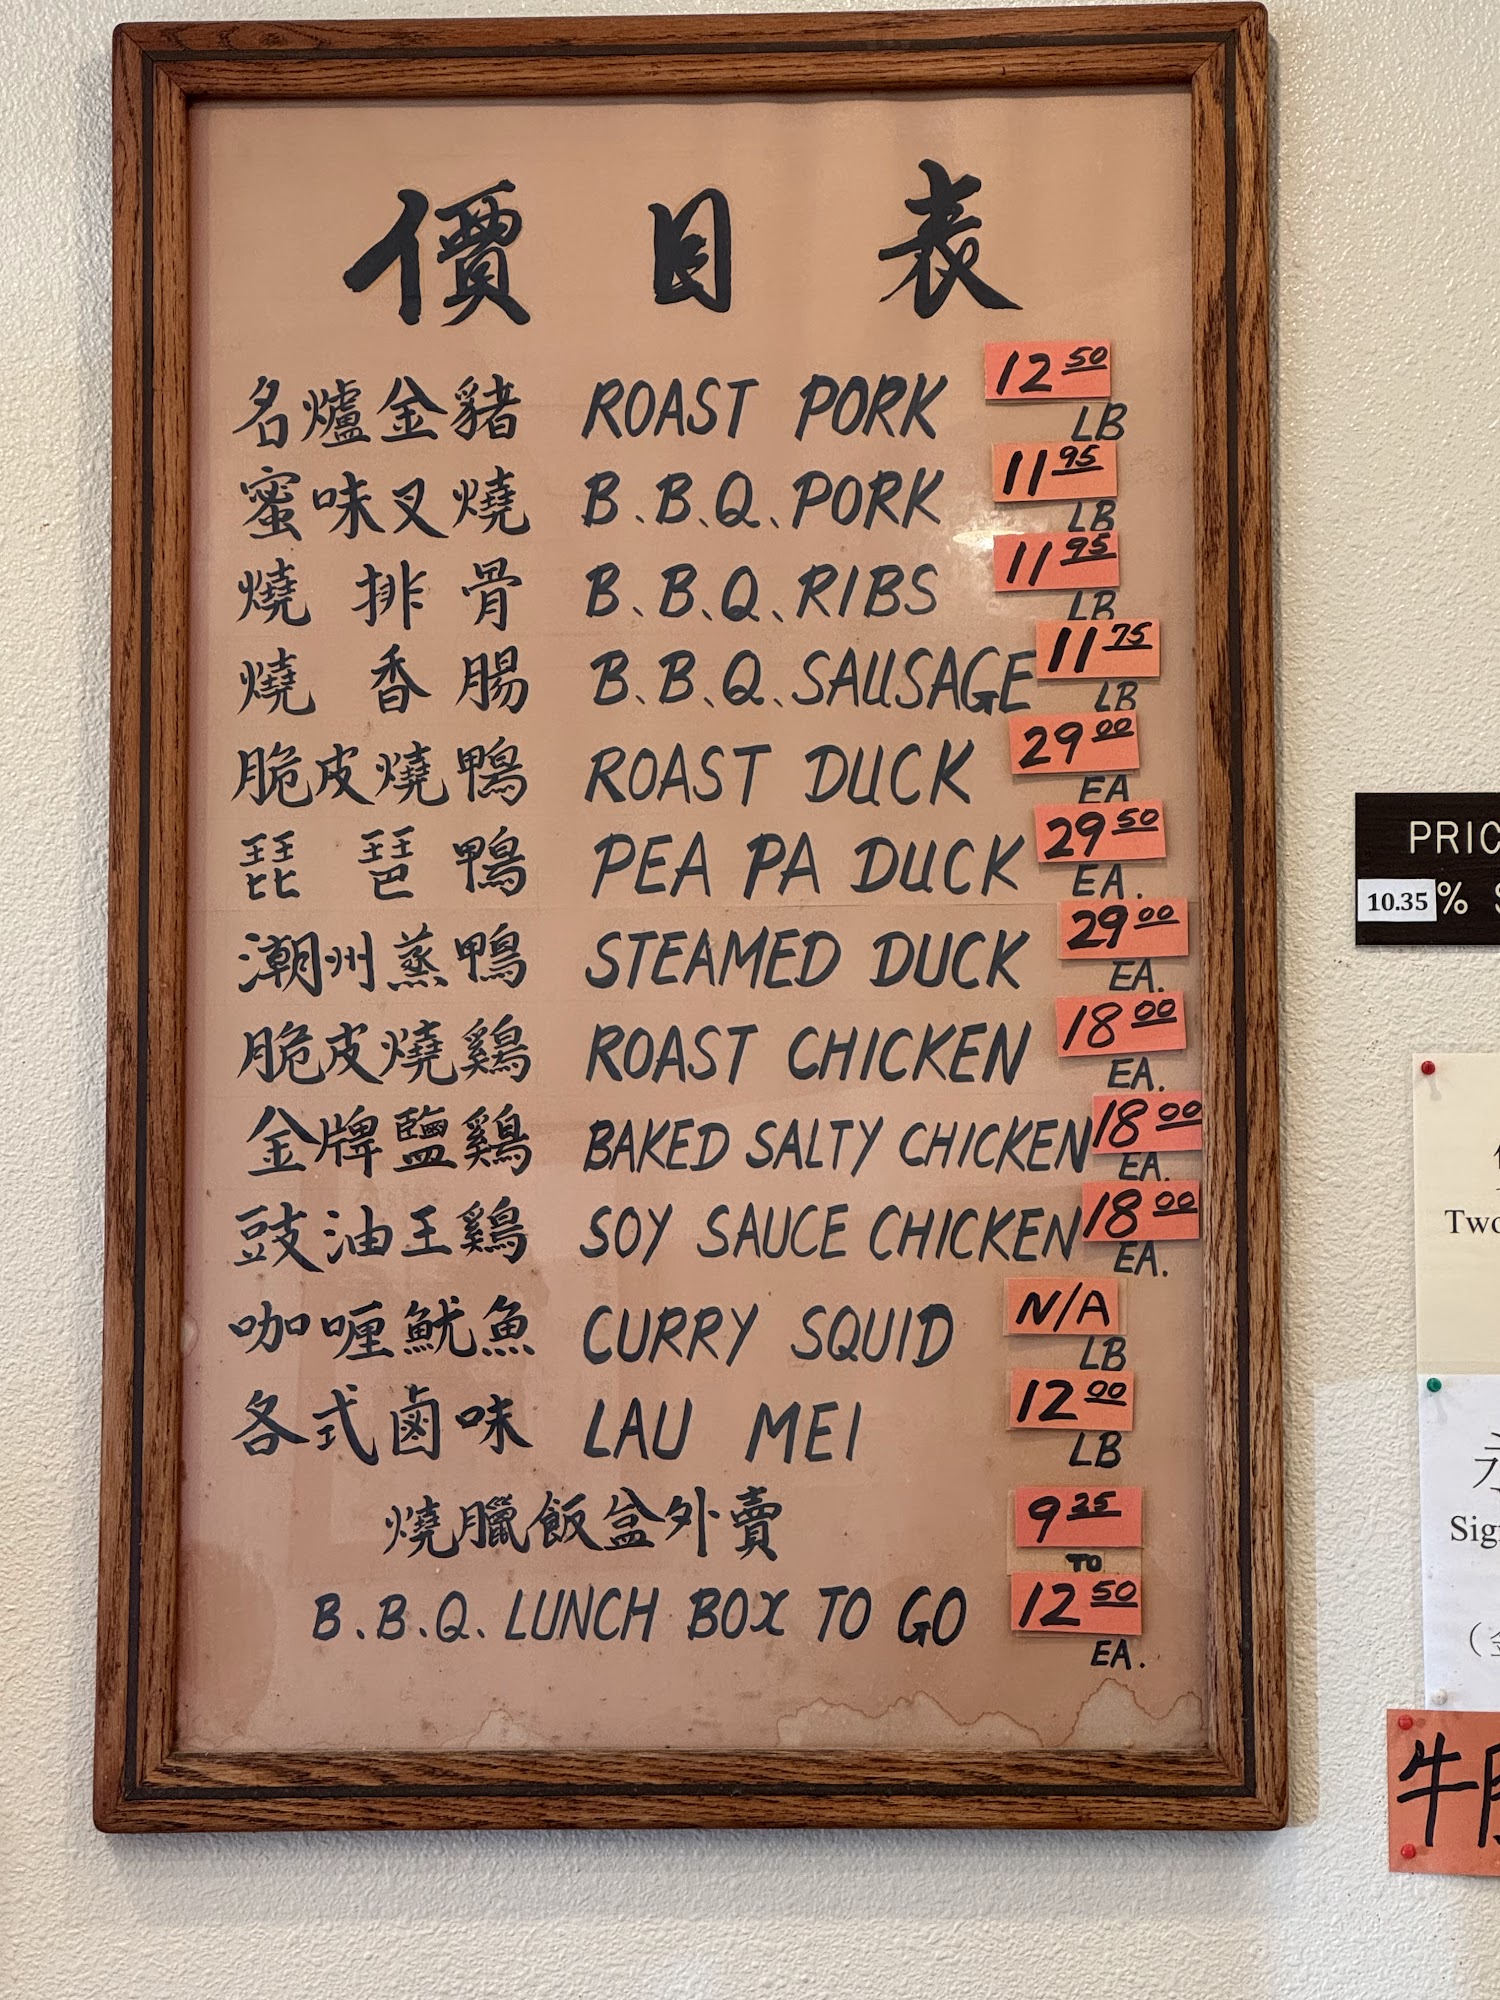 價目表
名爐金豬 ROAST PORK 12 50 LB
蜜味叉燒 B.B.Q. PORK 11 95 LB
燒排骨 B.B.Q. RIBS 11 95 LB
燒香腸 B.B.Q. SAUSAGE 11 75 LB
脆皮燒鴨 ROAST DUCK 29 00 EA
琵琶鴨 PEA PA DUCK 29 50 EA.
潮州蒸鴨 STEAMED DUCK 29 00 EA.
脆皮燒鷄 ROAST CHICKEN 18 00 EA.
金牌鹽鷄 BAKED SALTY CHICKEN 18 00 EA.
豉油王鷄 SOY SAUCE CHICKEN 18 00 EA.
咖喱魷魚 CURRY SQUID N/A LB
各式鹵味 LAU MEI 12 00 LB
燒臘飯盒外賣 9 25
TO
B.B.Q. LUNCH BOX TO GO 12 50 EA.
PRIC
10.35 %
Two
Sig
牛